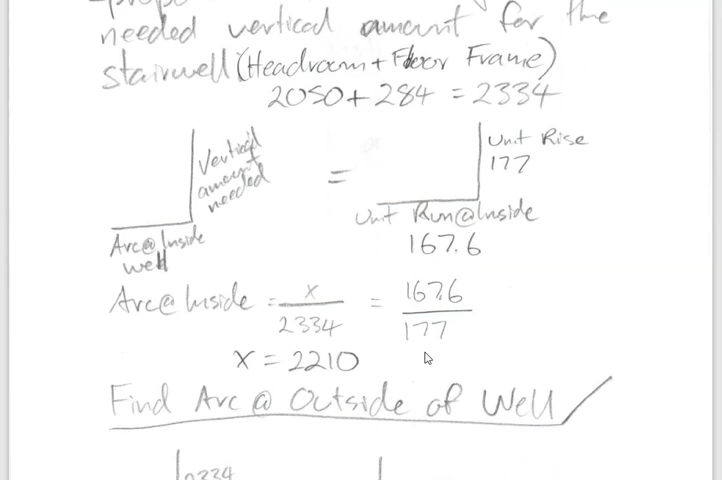 needed vertical amount for the
stairwell (Headroom + Floor Frame)
2050 + 284 = 2334
Vertical
amount
needed
=
Unit Rise
177
Arc@ Inside
well
Unit Run@Inside
167.6
Arc@ Inside = x / 2334 = 167.6 / 177
x = 2210
Find Arc @ Outside of Well
2334